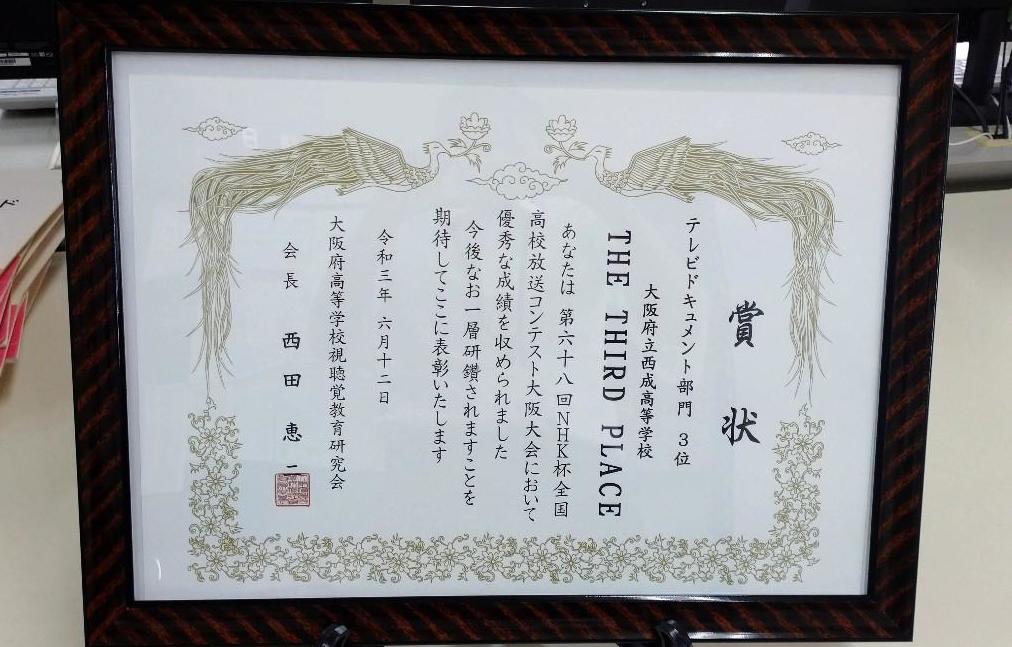 賞状
テレビドキュメント部門 3位
大阪府立西成高等学校
THE THIRD PLACE
あなたは 第六十八回NHK杯全国
高校放送コンテスト大阪大会において
優秀な成績を収められました
今後なお一層研鑽されますことを
期待してここに表彰いたします
令和三年 六月十二日
大阪府高等学校視聴覚教育研究会
会長 西田恵一